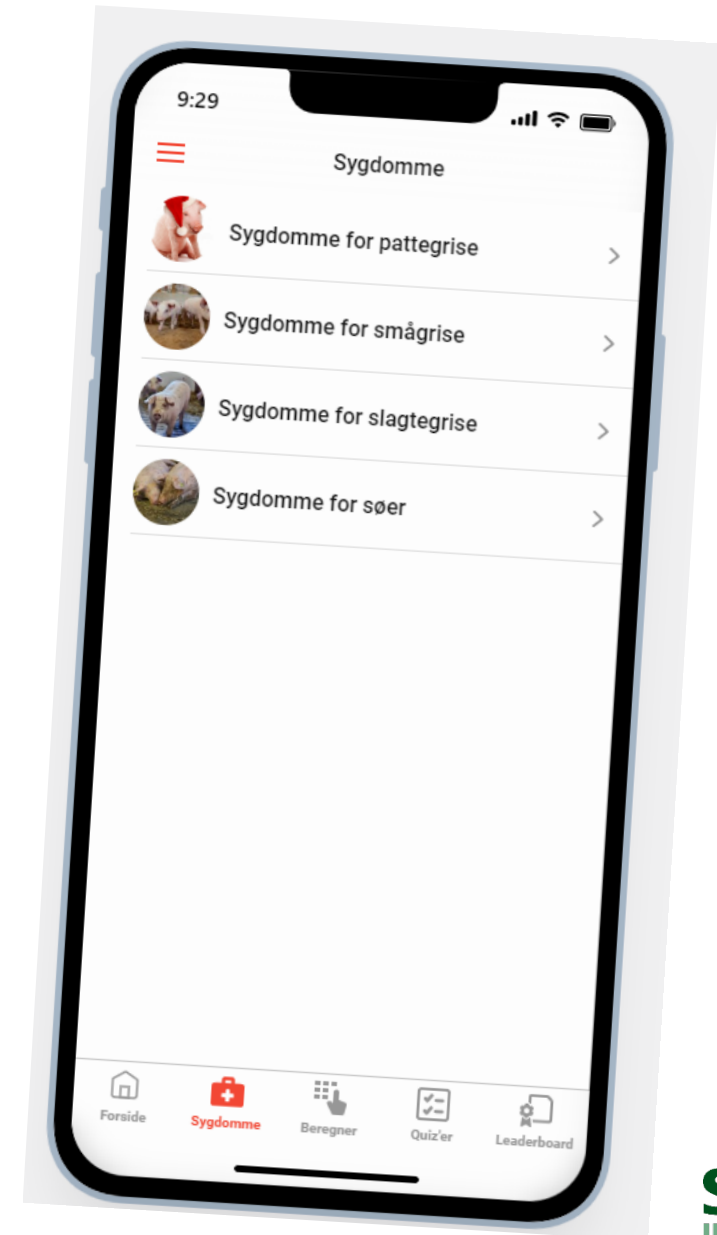 9:29
Sygdomme
Sygdomme for pattegrise
Sygdomme for smågrise
Sygdomme for slagtegrise
Sygdomme for søer
Forside
Sygdomme
Beregner
Quiz'er
Leaderboard